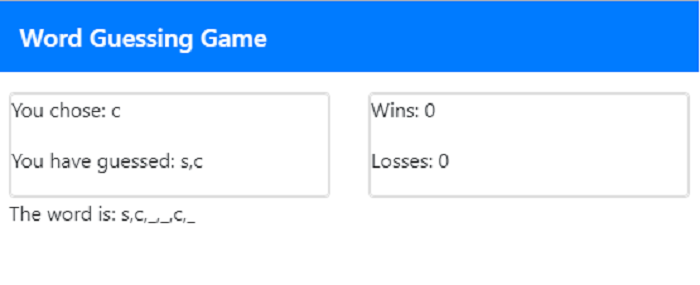 Word Guessing Game
You chose: c
You have guessed: s,c
The word is: s,c,_,_,c,_
Wins: 0
Losses: 0